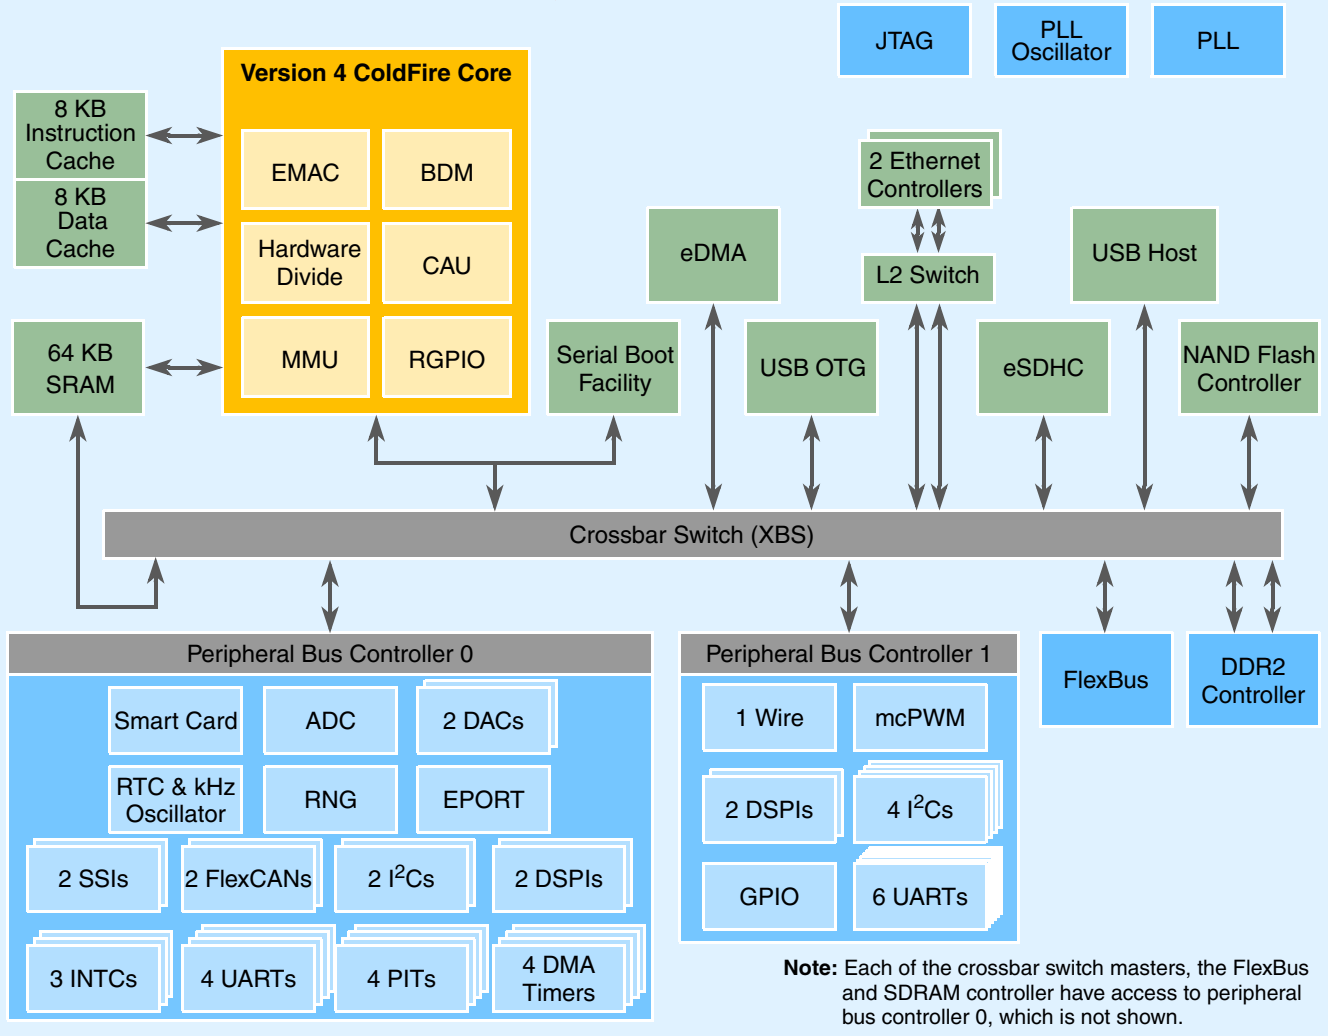 JTAG
PLL
Oscillator
PLL
Version 4 ColdFire Core
8 KB
Instruction
Cache
8 KB
Data
Cache
64 KB
SRAM
EMAC
BDM
Hardware
Divide
CAU
MMU
RGPIO
Serial Boot
Facility
eDMA
USB OTG
2 Ethernet
Controllers
L2 Switch
eSDHC
USB Host
NAND Flash
Controller
Crossbar Switch (XBS)
Peripheral Bus Controller 0
Smart Card
ADC
2 DACs
RTC & kHz
Oscillator
RNG
EPORT
2 SSIs
2 FlexCANs
2 I²Cs
2 DSPIs
3 INTCs
4 UARTs
4 PITs
4 DMA
Timers
Peripheral Bus Controller 1
1 Wire
mcPWM
2 DSPIs
4 I²Cs
GPIO
6 UARTs
FlexBus
DDR2
Controller
Note: Each of the crossbar switch masters, the FlexBus
and SDRAM controller have access to peripheral
bus controller 0, which is not shown.